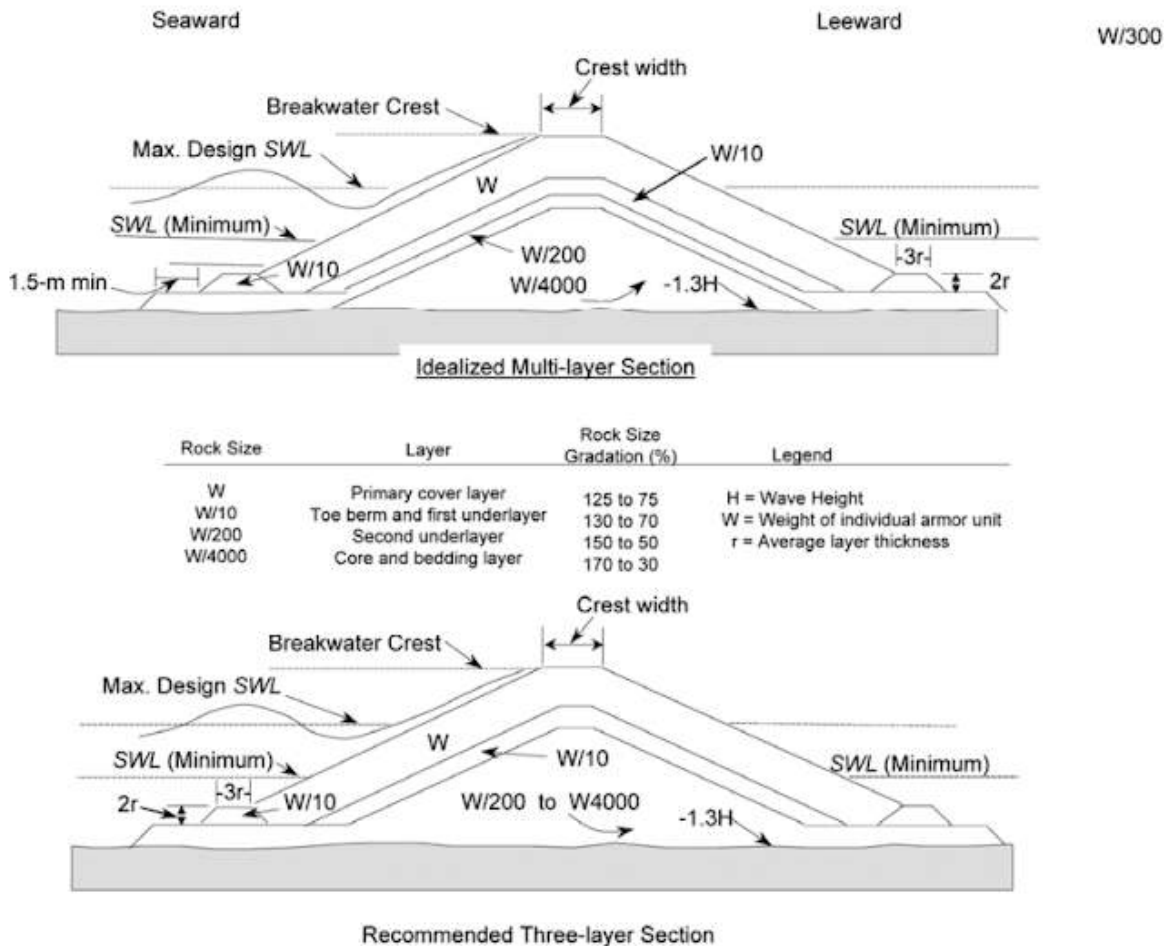 Seaward
Leeward
W/300
Crest width
Breakwater Crest
Max. Design SWL
W/10
W
SWL (Minimum)
SWL (Minimum)
-3r-
W/10
W/200
1.5-m min
W/4000
-1.3H
2r
Idealized Multi-layer Section
Rock Size Layer Rock Size Gradation (%) Legend
W Primary cover layer 125 to 75 H = Wave Height
W/10 Toe berm and first underlayer 130 to 70 W = Weight of individual armor unit
W/200 Second underlayer 150 to 50 r = Average layer thickness
W/4000 Core and bedding layer 170 to 30
Crest width
Breakwater Crest
Max. Design SWL
W
SWL (Minimum)
W/10
SWL (Minimum)
-3r-
2r
W/10
W/200 to W4000
-1.3H
Recommended Three-layer Section